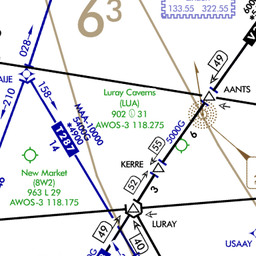 133.55 322.55
6³
028
Luray Caverns
(LUA)
902 31
AWOS-3 118.275
49
AANTS
210
158
MAA-10000
5400G
*4900
T287
14
5000G
6
55
KERRE
New Market
(8W2)
963 L 29
AWOS-3 118.175
52
3
LURAY
49
40
USAAY